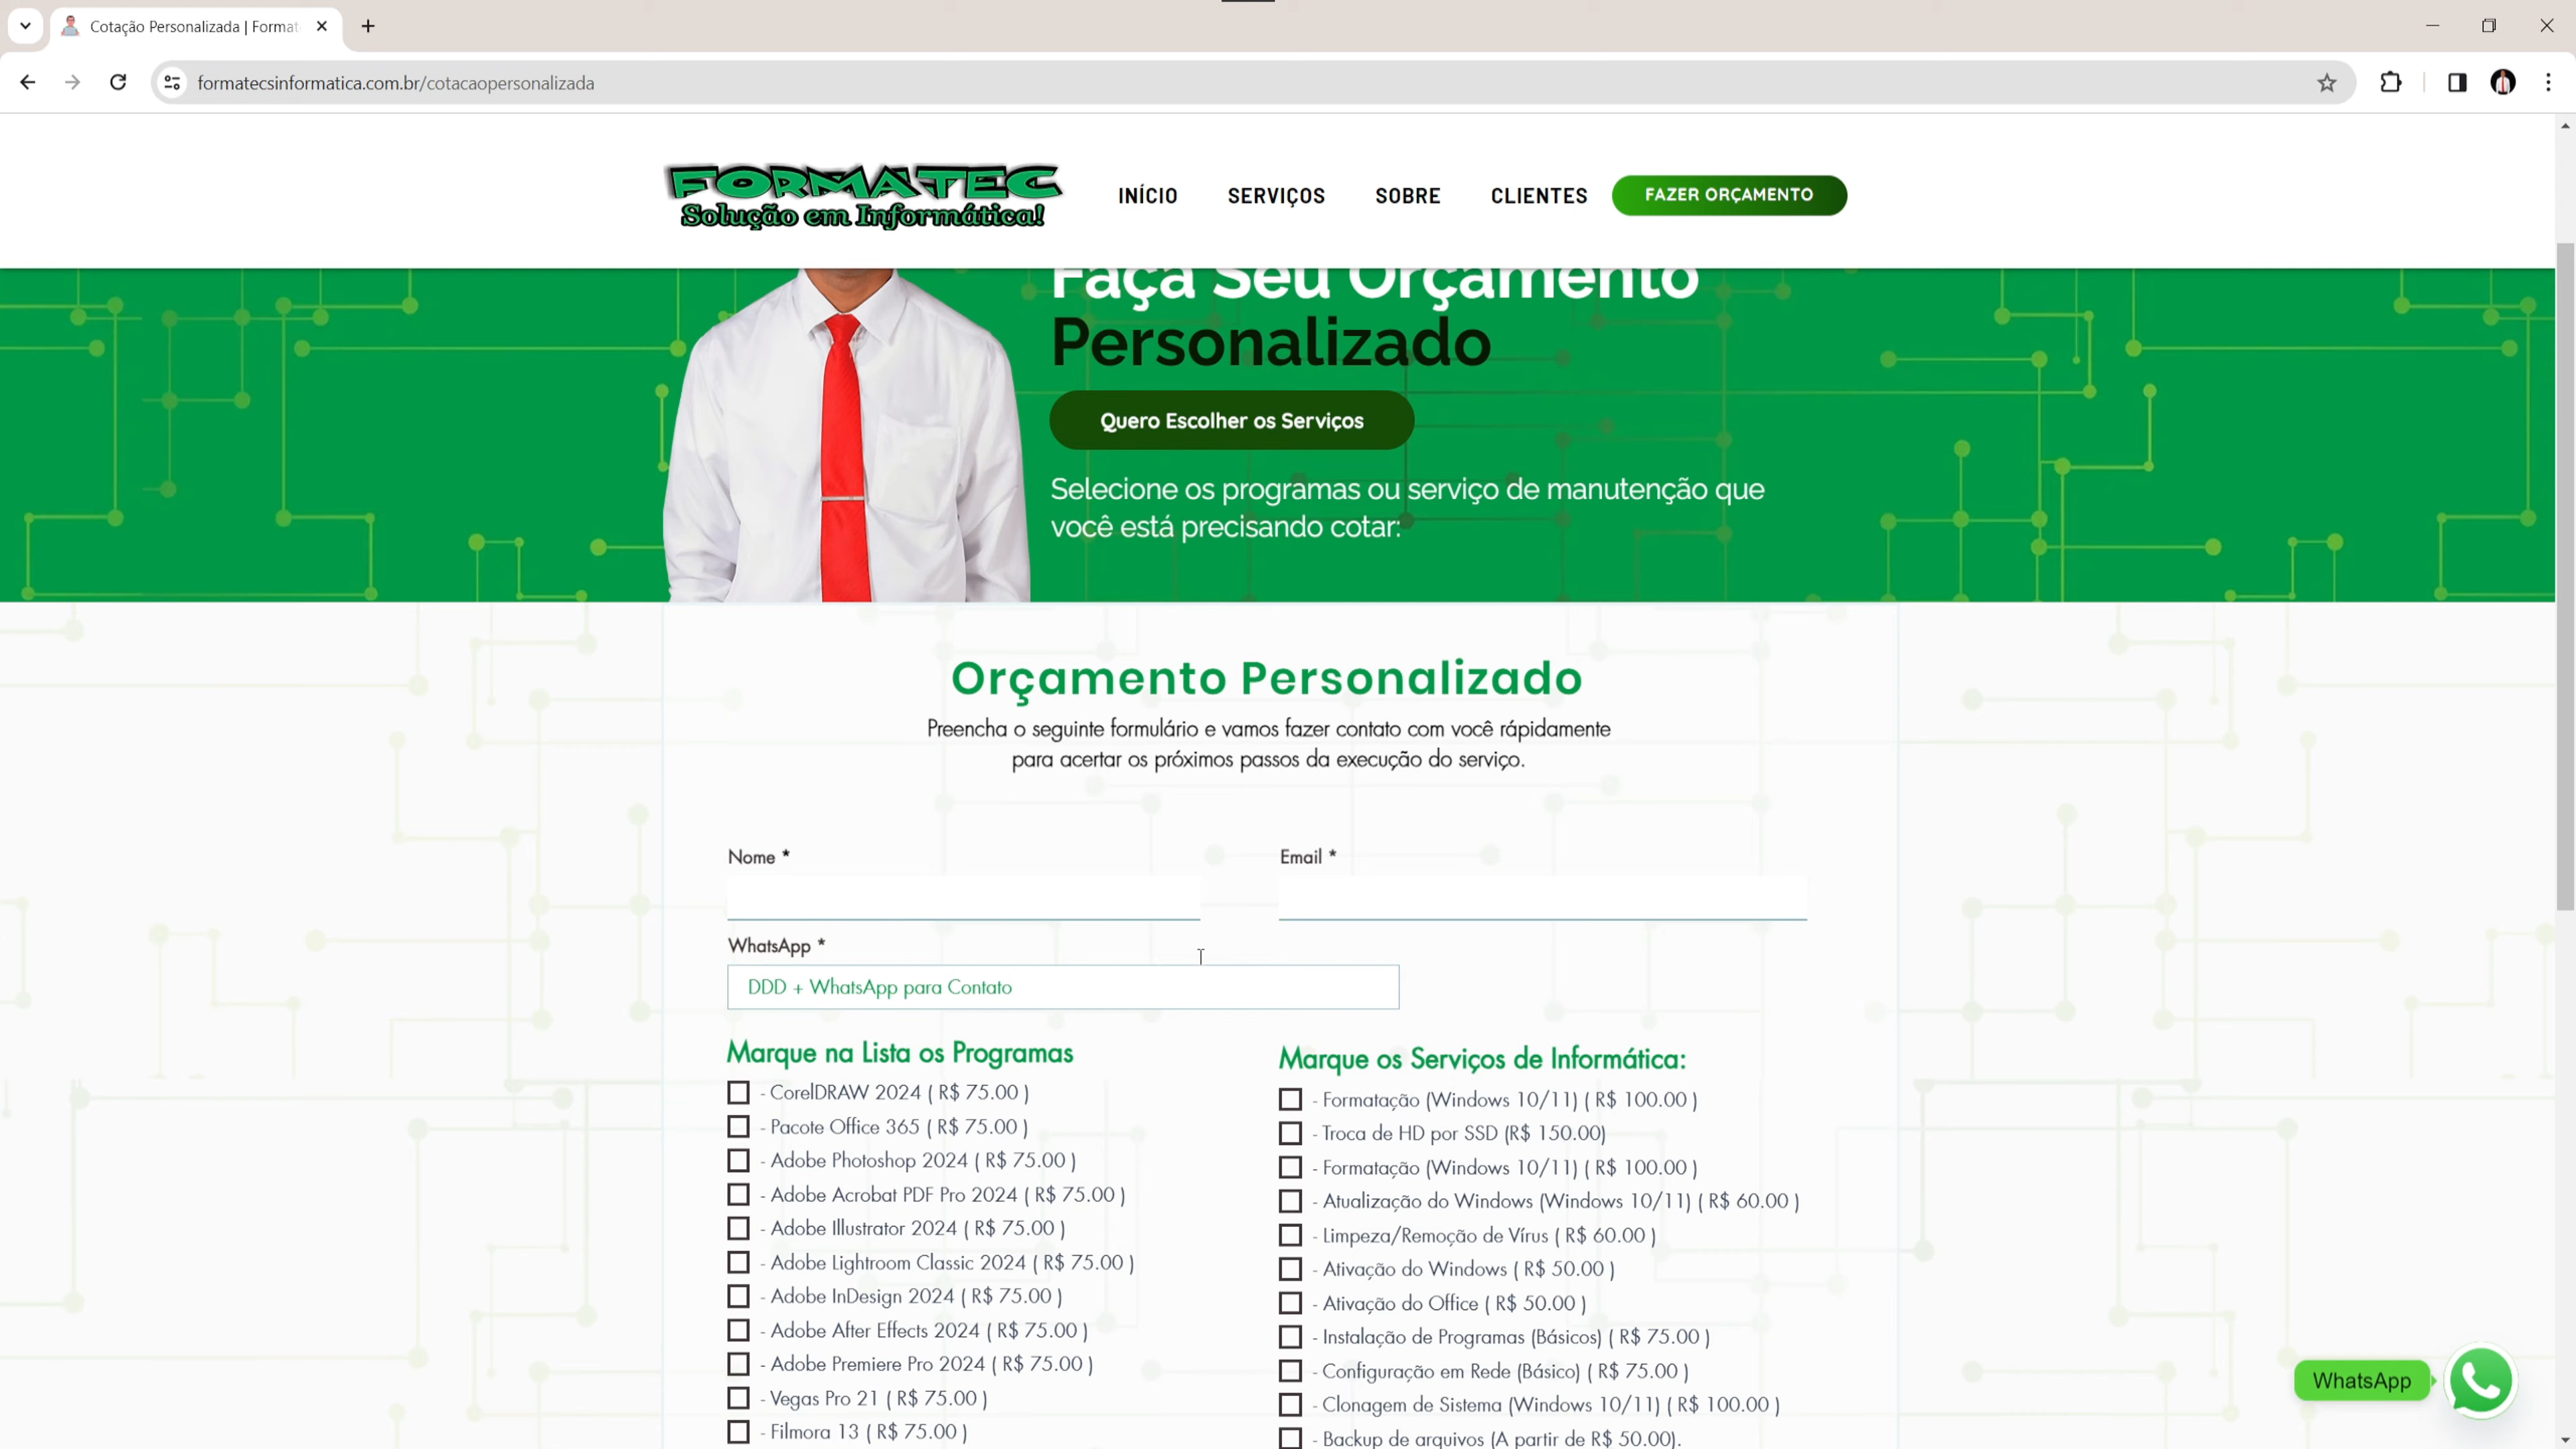 Cotação Personalizada | Format
formatecsinformatica.com.br/cotacaopersonalizada
FORMATEC
Solução em Informática!
INÍCIO
SERVIÇOS
SOBRE
CLIENTES
FAZER ORÇAMENTO
Faça Seu Orçamento
Personalizado
Quero Escolher os Serviços
Selecione os programas ou serviço de manutenção que
você está precisando cotar:
Orçamento Personalizado
Preencha o seguinte formulário e vamos fazer contato com você rápidamente
para acertar os próximos passos da execução do serviço.
Nome *
Email *
WhatsApp *
DDD + WhatsApp para Contato
Marque na Lista os Programas
- CorelDRAW 2024 ( R$ 75.00 )
- Pacote Office 365 ( R$ 75.00 )
- Adobe Photoshop 2024 ( R$ 75.00 )
- Adobe Acrobat PDF Pro 2024 ( R$ 75.00 )
- Adobe Illustrator 2024 ( R$ 75.00 )
- Adobe Lightroom Classic 2024 ( R$ 75.00 )
- Adobe InDesign 2024 ( R$ 75.00 )
- Adobe After Effects 2024 ( R$ 75.00 )
- Adobe Premiere Pro 2024 ( R$ 75.00 )
- Vegas Pro 21 ( R$ 75.00 )
- Filmora 13 ( R$ 75.00 )
Marque os Serviços de Informática:
- Formatação (Windows 10/11) ( R$ 100.00 )
- Troca de HD por SSD (R$ 150.00)
- Formatação (Windows 10/11) ( R$ 100.00 )
- Atualização do Windows (Windows 10/11) ( R$ 60.00 )
- Limpeza/Remoção de Vírus ( R$ 60.00 )
- Ativação do Windows ( R$ 50.00 )
- Ativação do Office ( R$ 50.00 )
- Instalação de Programas (Básicos) ( R$ 75.00 )
- Configuração em Rede (Básico) ( R$ 75.00 )
- Clonagem de Sistema (Windows 10/11) ( R$ 100.00 )
- Backup de arquivos (A partir de R$ 50.00).
WhatsApp